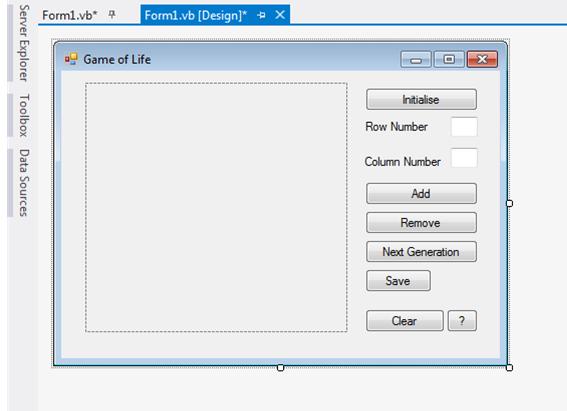 Form1.vb*
Form1.vb [Design]*
Server Explorer
Toolbox
Data Sources
Game of Life
Initialise
Row Number
Column Number
Add
Remove
Next Generation
Save
Clear
?